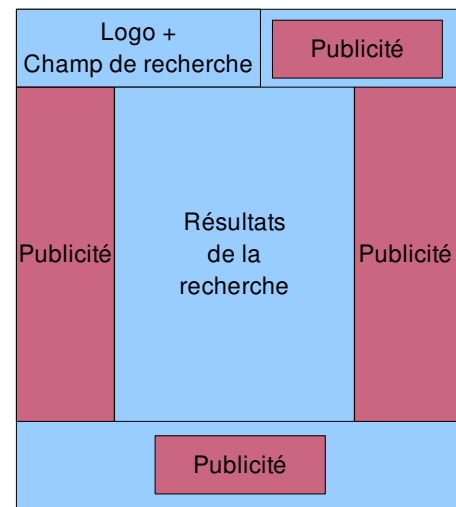 Logo +
Champ de recherche
Publicité
Publicité
Résultats
de la
recherche
Publicité
Publicité